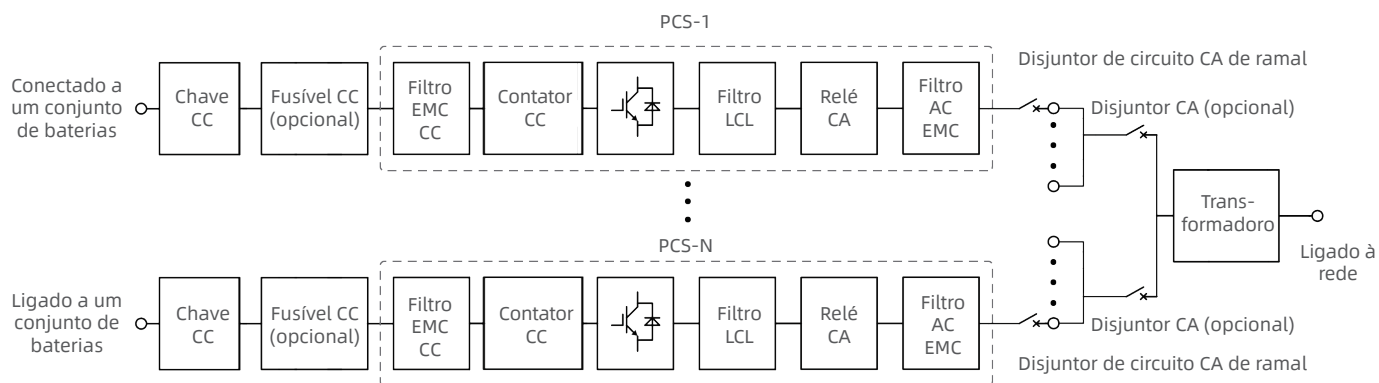 PCS-1
Disjuntor de circuito CA de ramal
Conectado a
um conjunto
de baterias
Chave
CC
Fusível CC
(opcional)
Filtro
EMC
CC
Contator
CC
Filtro
LCL
Relé
CA
Filtro
AC
EMC
Disjuntor CA (opcional)
Trans-
formadoro
Ligado à
rede
PCS-N
Ligado a um
conjunto de
baterias
Chave
CC
Fusível CC
(opcional)
Filtro
EMC
CC
Contator
CC
Filtro
LCL
Relé
CA
Filtro
AC
EMC
Disjuntor CA (opcional)
Disjuntor de circuito CA de ramal